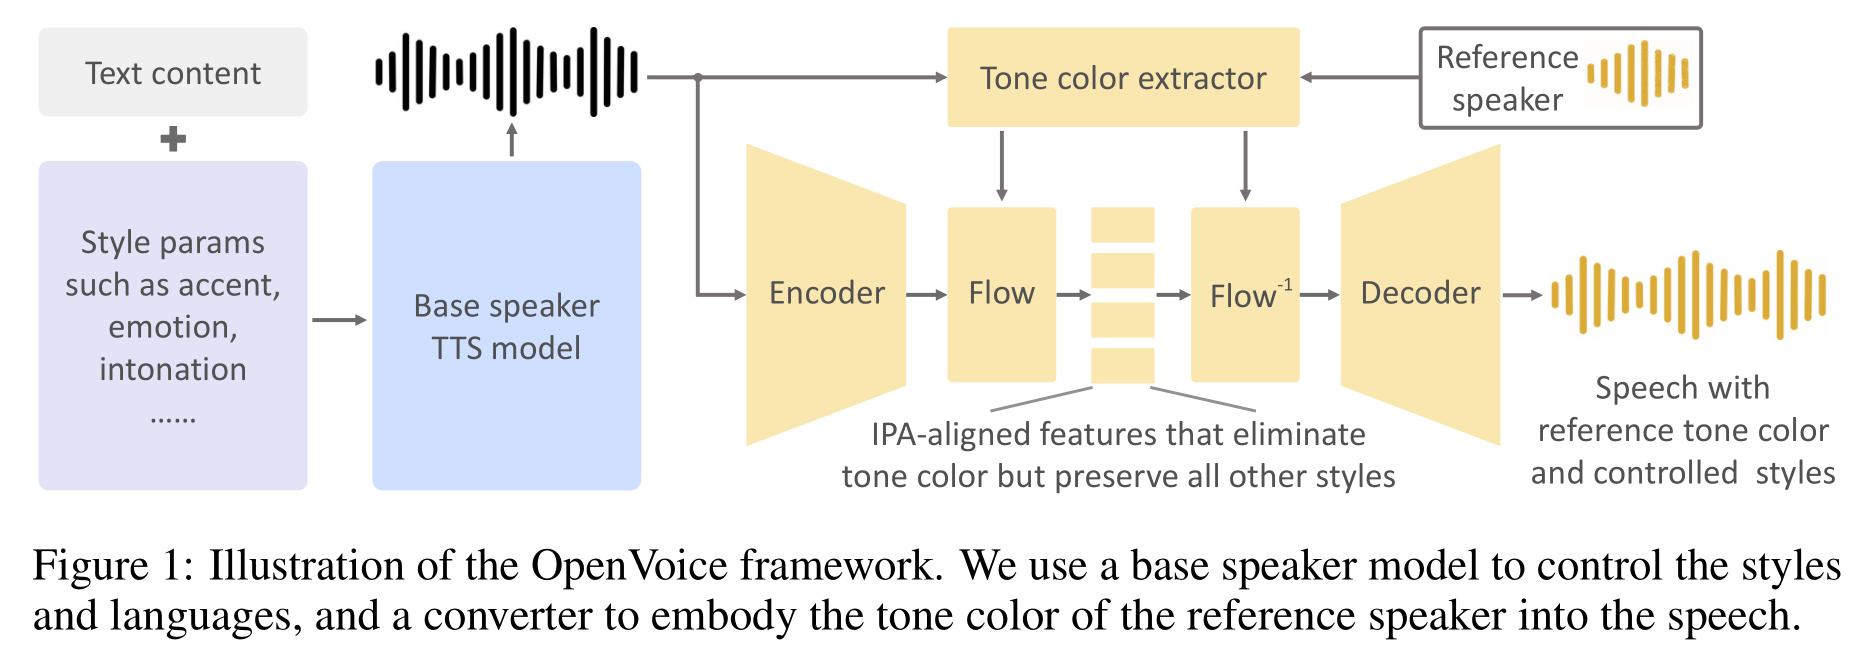 Text content
Style params
such as accent,
emotion,
intonation
......
Base speaker
TTS model
Tone color extractor
Reference
speaker
Encoder
Flow
Flow-1
Decoder
IPA-aligned features that eliminate
tone color but preserve all other styles
Speech with
reference tone color
and controlled styles
Figure 1: Illustration of the OpenVoice framework. We use a base speaker model to control the styles
and languages, and a converter to embody the tone color of the reference speaker into the speech.